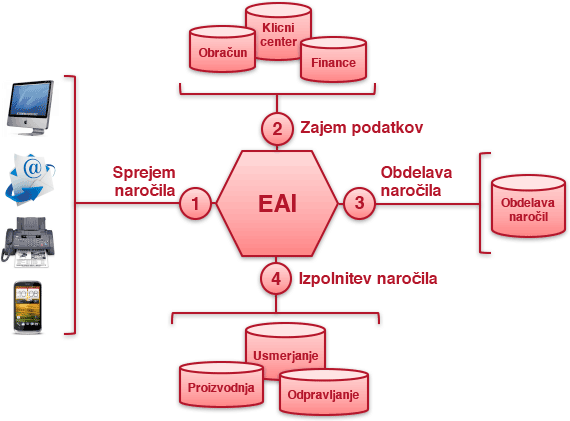 Klicni
center
Obračun
Finance
2
Zajem podatkov
Sprejem
naročila
1
EAI
3
Obdelava
naročila
Obdelava
naročil
@
4
Izpolnitev naročila
Usmerjanje
Proizvodnja
Odpravljanje